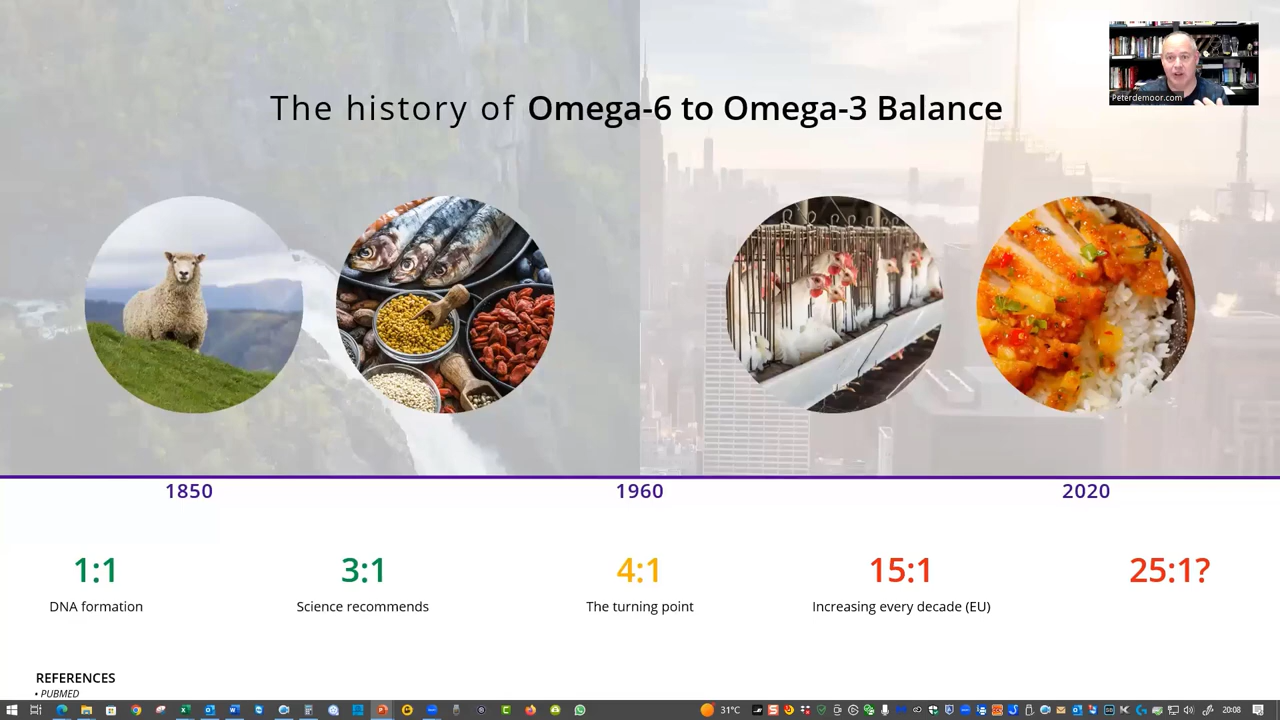 The history of Omega-6 to Omega-3 Balance
Peterdemoor.com
1850 1960 2020
1:1 3:1 4:1 15:1 25:1?
DNA formation Science recommends The turning point Increasing every decade (EU)
REFERENCES
• PUBMED
31°C 20:08